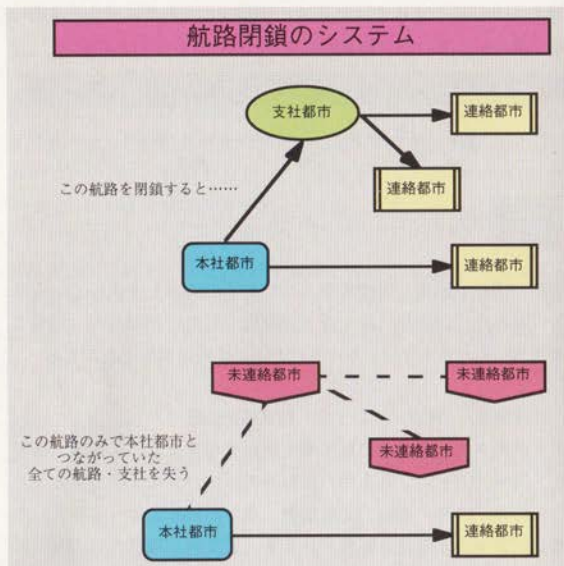 航路閉鎖のシステム
支社都市
連絡都市
連絡都市
この航路を閉鎖すると……
本社都市
連絡都市
未連絡都市
未連絡都市
未連絡都市
この航路のみで本社都市と
つながっていた
全ての航路・支社を失う
本社都市
連絡都市